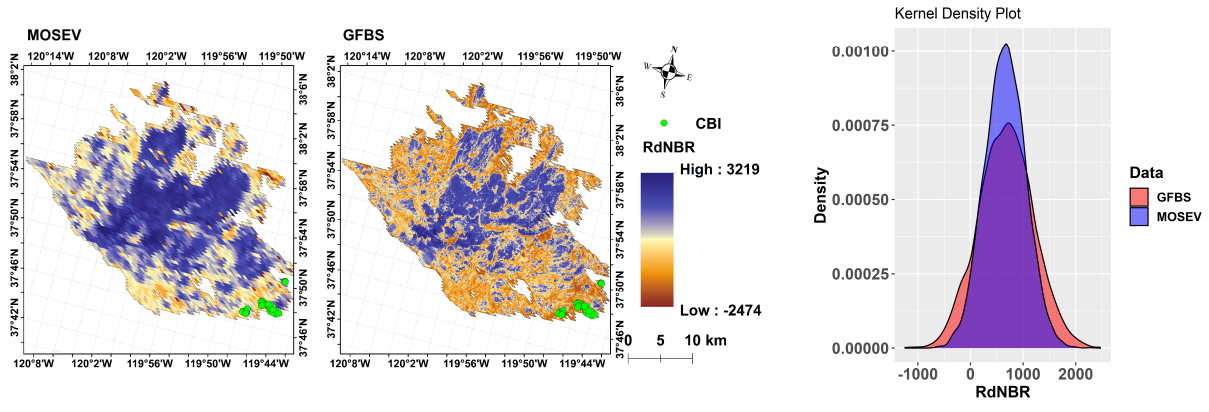 MOSEV
120°14'W 120°8'W 120°2'W 119°56'W 119°50'W
38°2'N
37°58'N
37°54'N
37°50'N
37°46'N
37°42'N
38°6'N
38°2'N
37°58'N
37°54'N
37°50'N
37°46'N
120°8'W 120°2'W 119°56'W 119°50'W 119°44'W
GFBS
120°14'W 120°8'W 120°2'W 119°56'W 119°50'W
38°2'N
37°58'N
37°54'N
37°50'N
37°46'N
37°42'N
38°6'N
38°2'N
37°58'N
37°54'N
37°50'N
37°46'N
120°8'W 120°2'W 119°56'W 119°50'W 119°44'W
N
W
E
S
CBI
RdNBR
High : 3219
Low : -2474
0 5 10 km
Kernel Density Plot
Density
0.00100
0.00075
0.00050
0.00025
0.00000
-1000 0 1000 2000
RdNBR
Data
GFBS
MOSEV